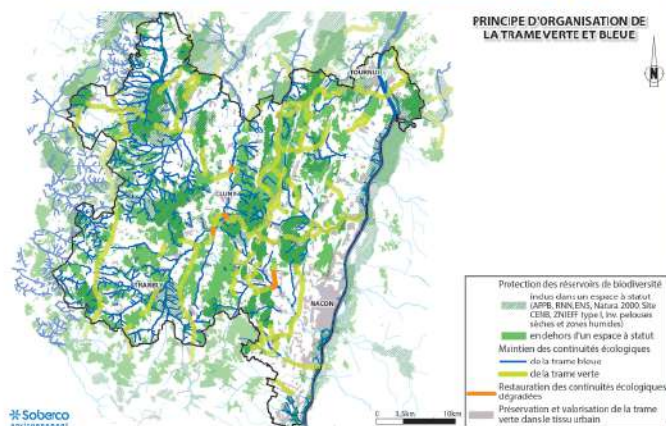 PRINCIPE D'ORGANISATION DE
LA TRAME VERTE ET BLEUE
N
TOURNUS
CLUNY
TRAMBLY
MACON
Protection des réservoirs de biodiversité
inclus dans un espace à statut
(APPB, RNN, ENS, Natura 2000, Site
CENB, ZNIEFF type I, Inv. pelouses
sèches et zones humides)
en dehors d'un espace à statut
Maintien des continuités écologiques
de la trame bleue
de la trame verte
Restauration des continuités écologiques
dégradées
Préservation et valorisation de la trame
verte dans le tissu urbain
0 3,5km 10km
Soberco
environnement